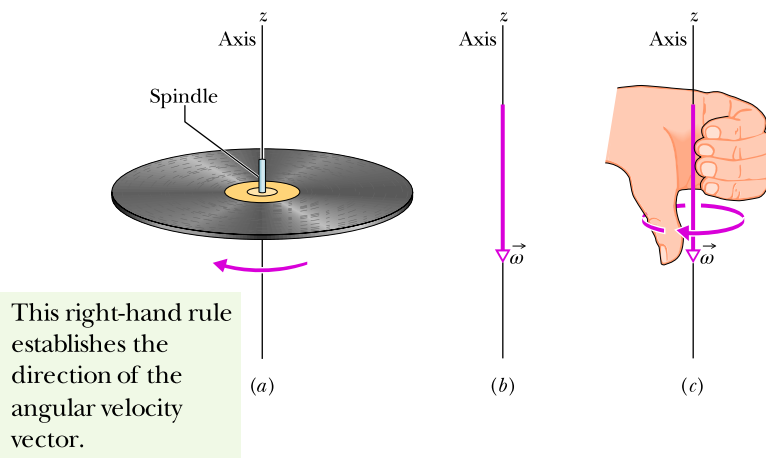 z
Axis
Spindle
(a)
z
Axis
ω⃗
(b)
z
Axis
ω⃗
(c)
This right-hand rule
establishes the
direction of the
angular velocity
vector.